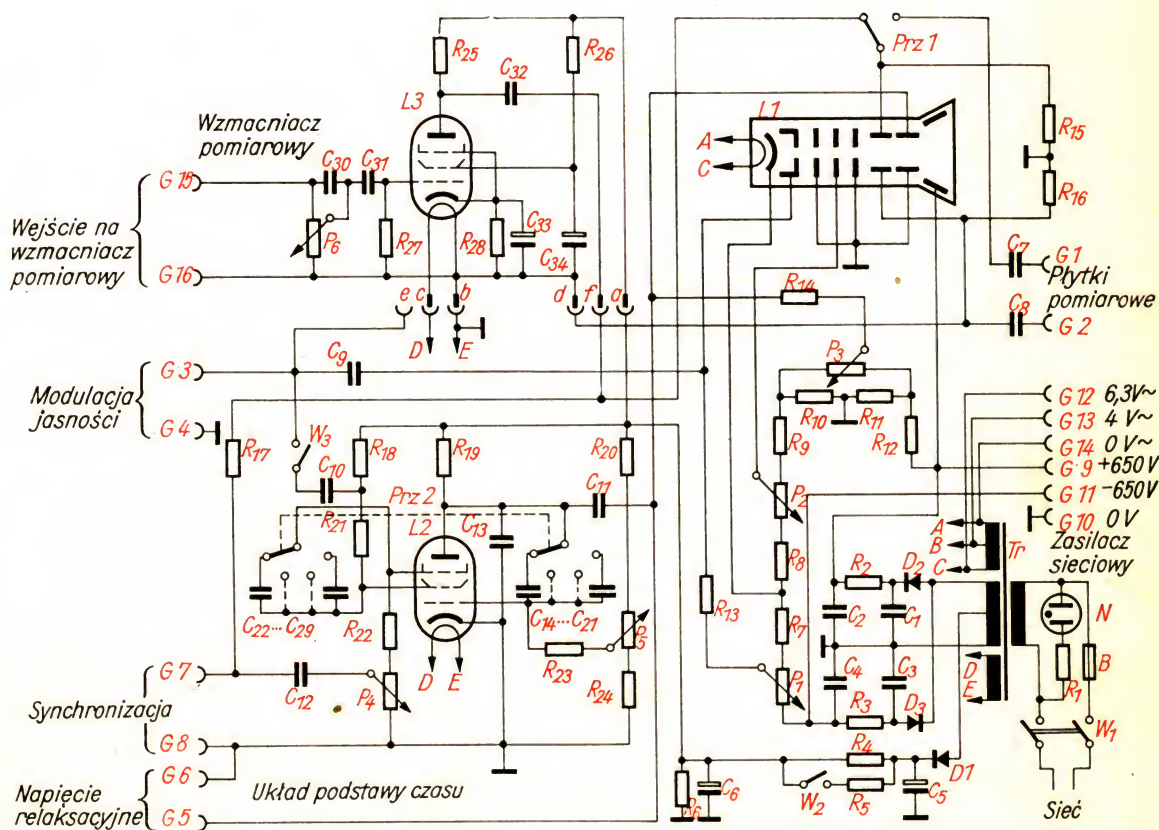 R25
R26
C32
Prz 1
L3
L1
Wzmacniacz
pomiarowy
A
C
R15
R16
C30
C31
G 15
Wejście na
wzmacniacz
pomiarowy
P6
R27
R28
C33
C34
G16
C7
G 1
Płytki
pomiarowe
C8
G 2
e
c
b
d
f
a
R14
D
E
P3
G 3
C9
Modulacja
jasności
G 4
R10
R11
R9
R12
G 12 6,3V~
G 13 4 V~
G 14 0 V~
G 9 +650 V
G 11 -650V
G 10 0 V
Zasilacz
sieciowy
R17
W3
R18
R19
R20
C10
Prz 2
C11
L2
C13
R21
P2
A
B
C
Tr
R8
R2
D2
C2
C1
N
C22...C29
R22
C14...C21
P5
R13
R7
R23
G 7
C12
P4
D
E
R24
P1
C4
C3
D
E
R1
B
R3
D3
W1
Synchronizacja
G 8
R4
D1
G 6
Napięcie
relaksacyjne
Układ podstawy czasu
G 5
R6
C6
W2
R5
C5
Sieć